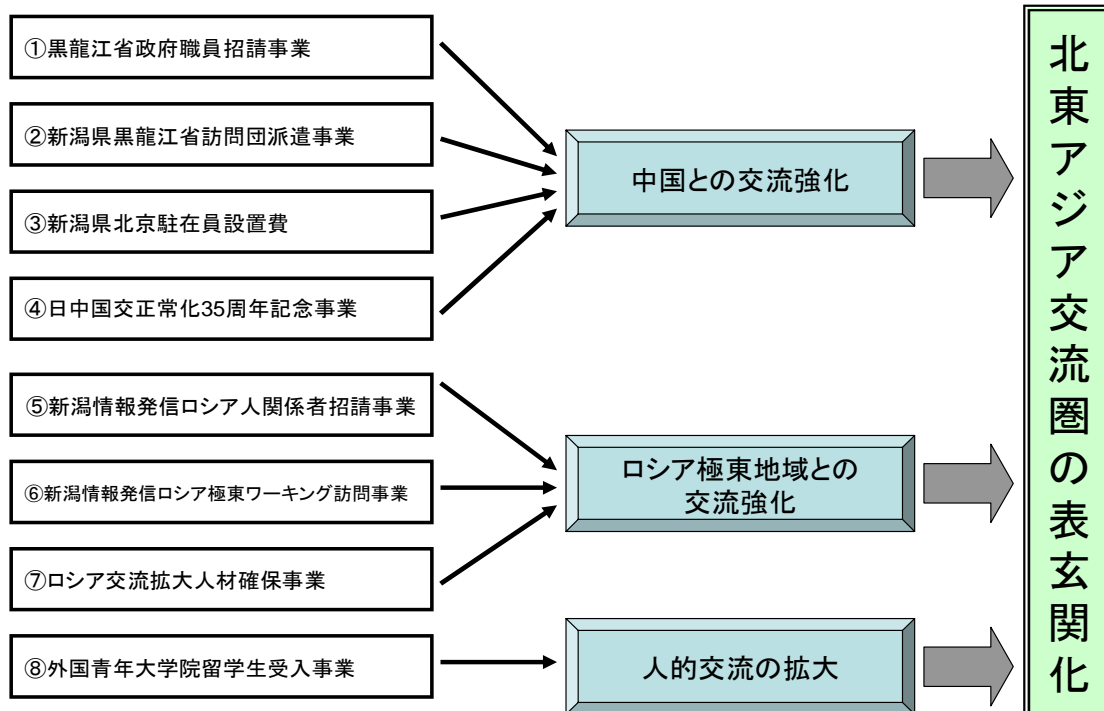 ①黒龍江省政府職員招請事業
②新潟県黒龍江省訪問団派遣事業
③新潟県北京駐在員設置費
④日中国交正常化35周年記念事業
⑤新潟情報発信ロシア人関係者招請事業
⑥新潟情報発信ロシア極東ワーキング訪問事業
⑦ロシア交流拡大人材確保事業
⑧外国青年大学院留学生受入事業
中国との交流強化
ロシア極東地域との
交流強化
人的交流の拡大
北東アジア交流圏の表玄関化